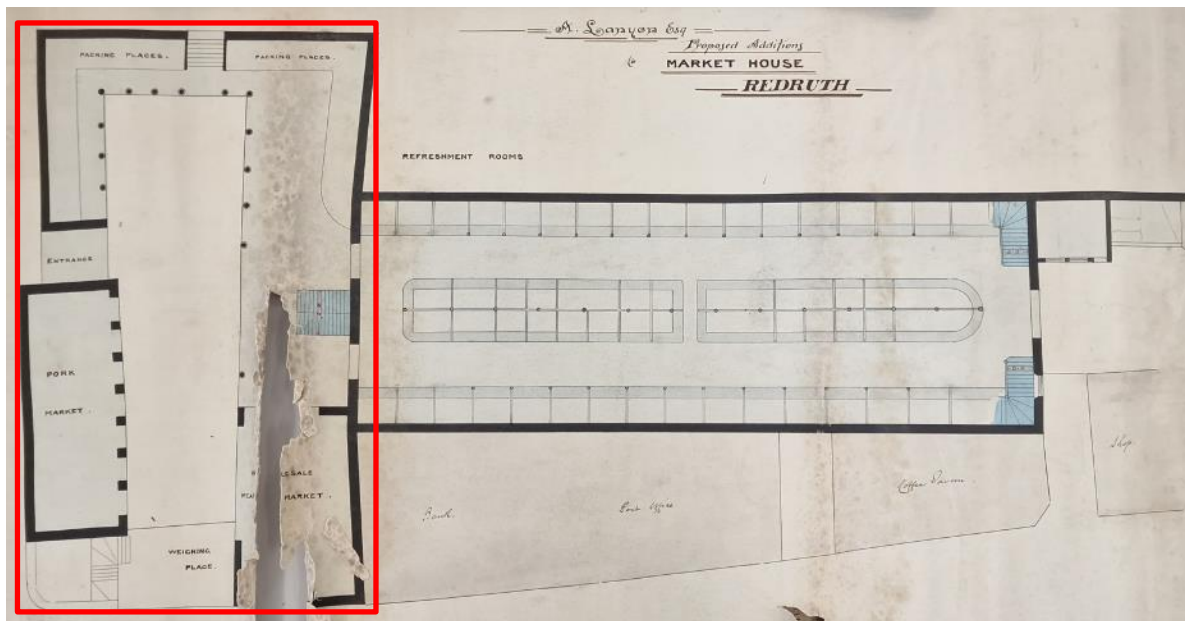 A. Lanyon Esq
Proposed Additions
to
MARKET HOUSE
REDRUTH
PACKING PLACES.
PACKING PLACES.
REFRESHMENT ROOMS
ENTRANCE
PORK
MARKET.
MARKET.
WEIGHING
PLACE.
Bank.
Post Office
Coffee Tavern
Shop